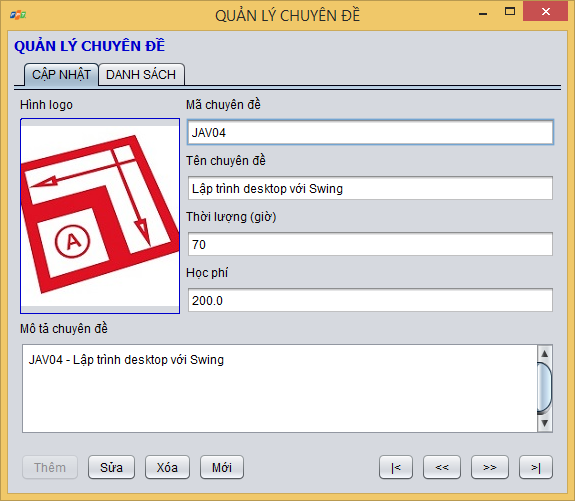 QUẢN LÝ CHUYÊN ĐỀ
QUẢN LÝ CHUYÊN ĐỀ
CẬP NHẬT DANH SÁCH
Hình logo
A
Mã chuyên đề
JAV04
Tên chuyên đề
Lập trình desktop với Swing
Thời lượng (giờ)
70
Học phí
200.0
Mô tả chuyên đề
JAV04 - Lập trình desktop với Swing
Thêm Sửa Xóa Mới |< << >> >|